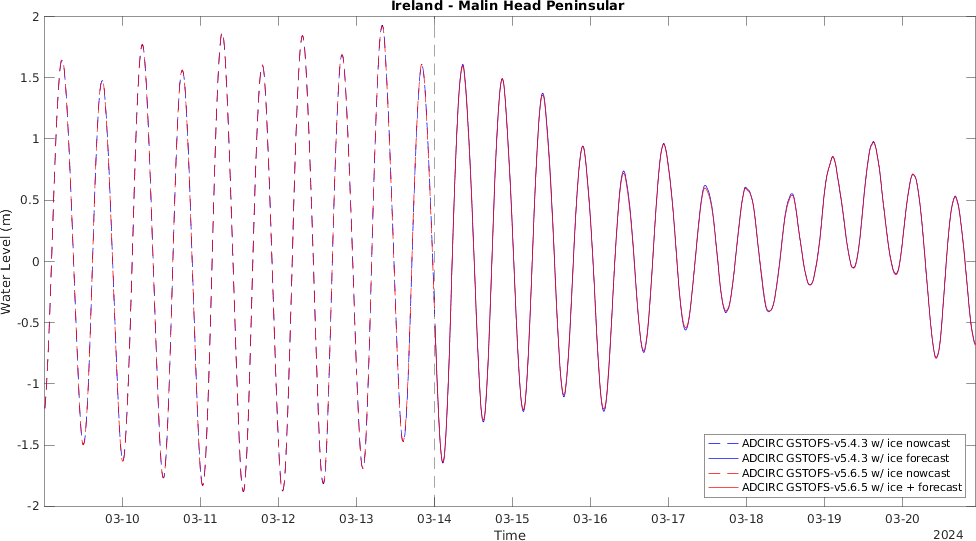 Ireland - Malin Head Peninsular
2
1.5
1
0.5
0
-0.5
-1
-1.5
-2
Water Level (m)
ADCIRC GSTOFS-v5.4.3 w/ ice nowcast
ADCIRC GSTOFS-v5.4.3 w/ ice forecast
ADCIRC GSTOFS-v5.6.5 w/ ice nowcast
ADCIRC GSTOFS-v5.6.5 w/ ice + forecast
03-10 03-11 03-12 03-13 03-14 03-15 03-16 03-17 03-18 03-19 03-20
Time
2024